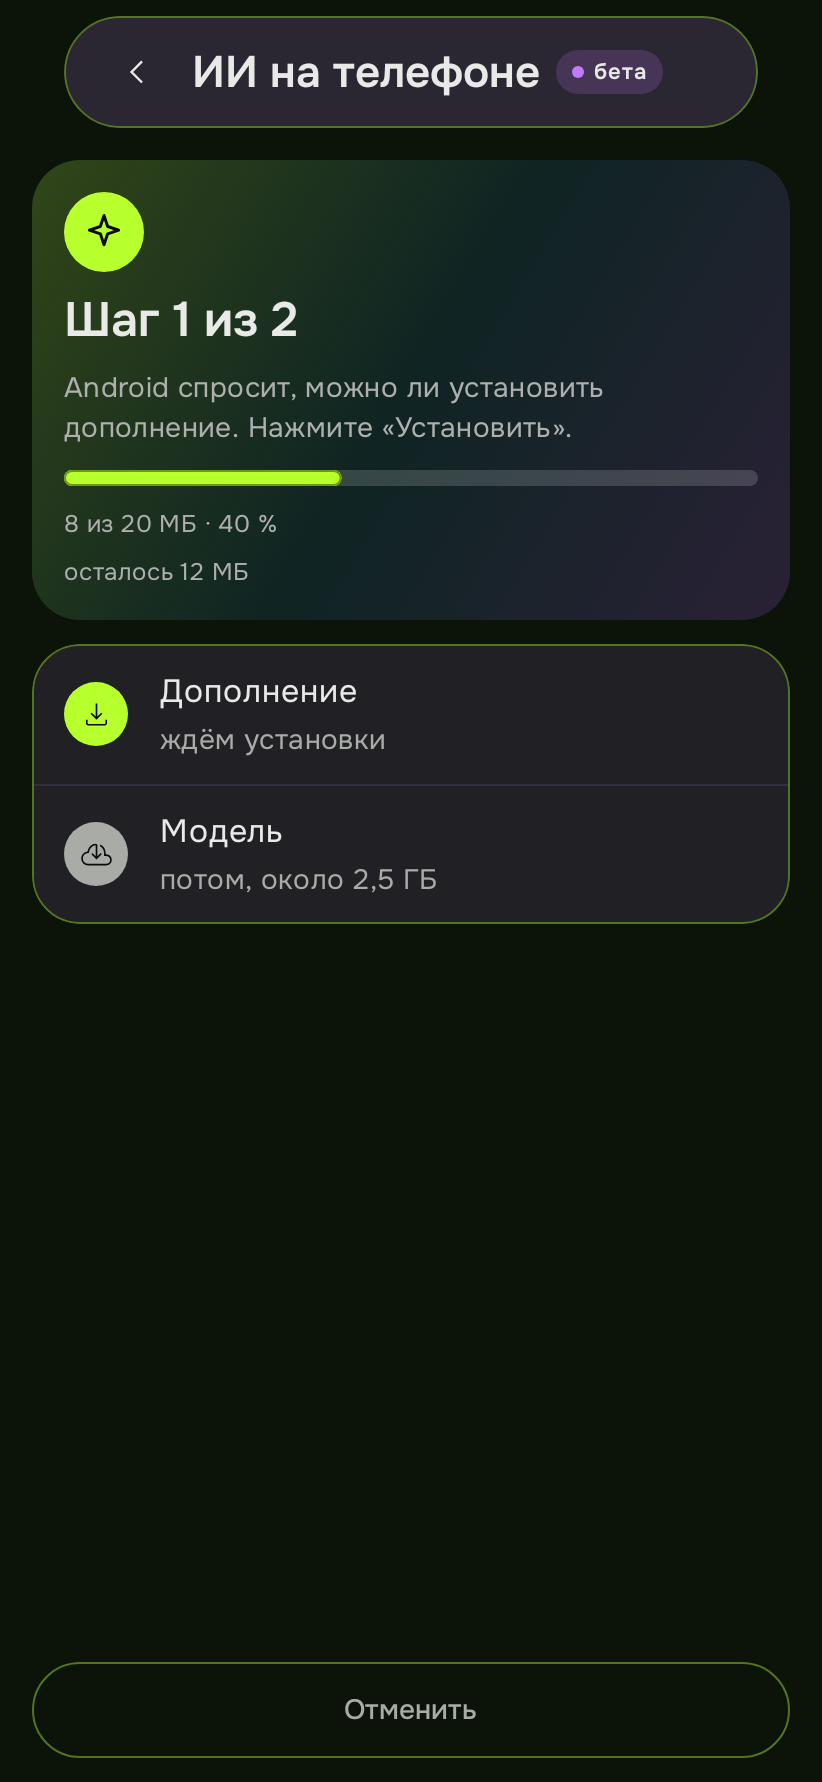 ИИ на телефоне
бета
Шаг 1 из 2
Android спросит, можно ли установить
дополнение. Нажмите «Установить».
8 из 20 МБ · 40 %
осталось 12 МБ
Дополнение
ждём установки
Модель
потом, около 2,5 ГБ
Отменить